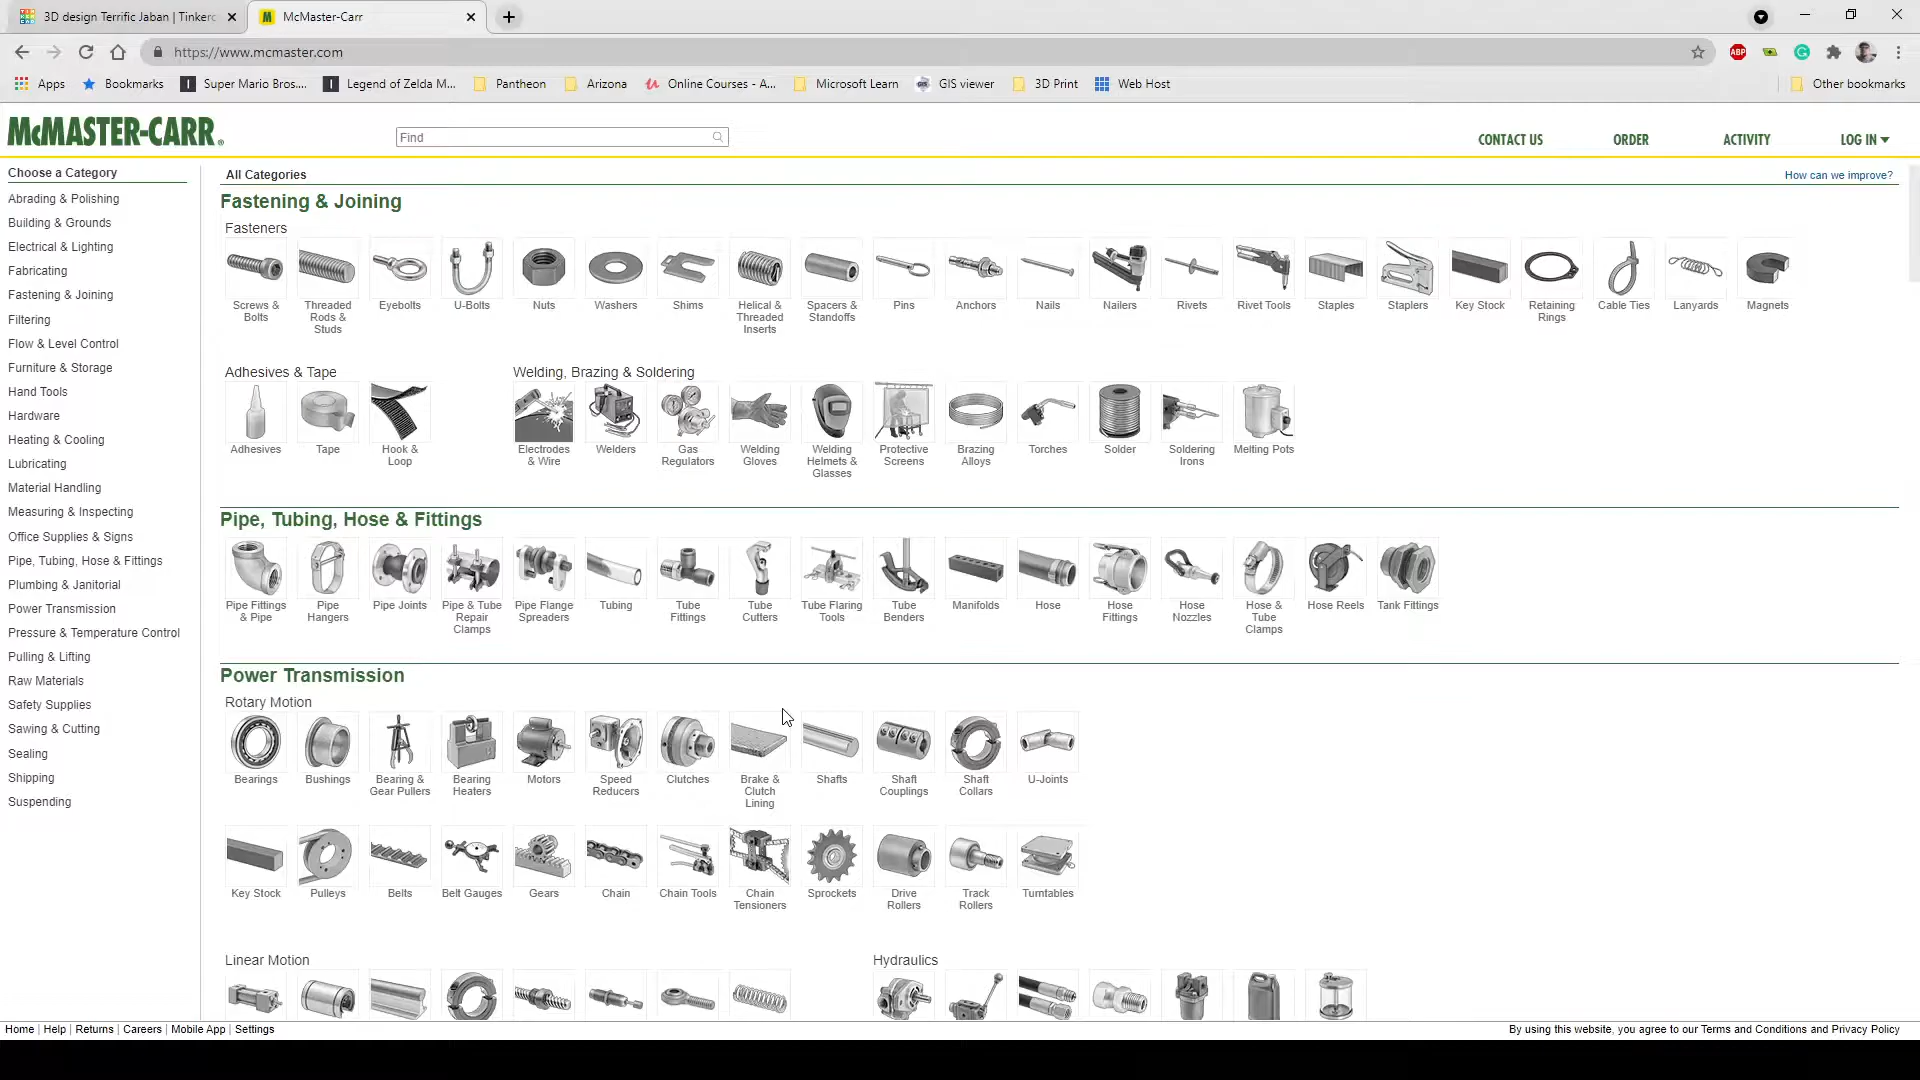 3D design Terrific Jaban | Tinkerc
McMaster-Carr
https://www.mcmaster.com
ABP
Apps
Bookmarks
Super Mario Bros....
Legend of Zelda M...
Pantheon
Arizona
Online Courses - A...
Microsoft Learn
GIS viewer
3D Print
Web Host
Other bookmarks
McMASTER-CARR®
Find
CONTACT US
ORDER
ACTIVITY
LOG IN
Choose a Category
Abrading & Polishing
Building & Grounds
Electrical & Lighting
Fabricating
Fastening & Joining
Filtering
Flow & Level Control
Furniture & Storage
Hand Tools
Hardware
Heating & Cooling
Lubricating
Material Handling
Measuring & Inspecting
Office Supplies & Signs
Pipe, Tubing, Hose & Fittings
Plumbing & Janitorial
Power Transmission
Pressure & Temperature Control
Pulling & Lifting
Raw Materials
Safety Supplies
Sawing & Cutting
Sealing
Shipping
Suspending
All Categories
How can we improve?
Fastening & Joining
Fasteners
Screws &
Bolts
Threaded
Rods &
Studs
Eyebolts
U-Bolts
Nuts
Washers
Shims
Helical &
Threaded
Inserts
Spacers &
Standoffs
Pins
Anchors
Nails
Nailers
Rivets
Rivet Tools
Staples
Staplers
Key Stock
Retaining
Rings
Cable Ties
Lanyards
Magnets
Adhesives & Tape
Adhesives
Tape
Hook &
Loop
Welding, Brazing & Soldering
Electrodes
& Wire
Welders
Gas
Regulators
Welding
Gloves
Welding
Helmets &
Glasses
Protective
Screens
Brazing
Alloys
Torches
Solder
Soldering
Irons
Melting Pots
Pipe, Tubing, Hose & Fittings
Pipe Fittings
& Pipe
Pipe
Hangers
Pipe Joints
Pipe & Tube
Repair
Clamps
Pipe Flange
Spreaders
Tubing
Tube
Fittings
Tube
Cutters
Tube Flaring
Tools
Tube
Benders
Manifolds
Hose
Hose
Fittings
Hose
Nozzles
Hose &
Tube
Clamps
Hose Reels
Tank Fittings
Power Transmission
Rotary Motion
Bearings
Bushings
Bearing &
Gear Pullers
Bearing
Heaters
Motors
Speed
Reducers
Clutches
Brake &
Clutch
Lining
Shafts
Shaft
Couplings
Shaft
Collars
U-Joints
Key Stock
Pulleys
Belts
Belt Gauges
Gears
Chain
Chain Tools
Chain
Tensioners
Sprockets
Drive
Rollers
Track
Rollers
Turntables
Linear Motion
Hydraulics
Home | Help | Returns | Careers | Mobile App | Settings
By using this website, you agree to our Terms and Conditions and Privacy Policy